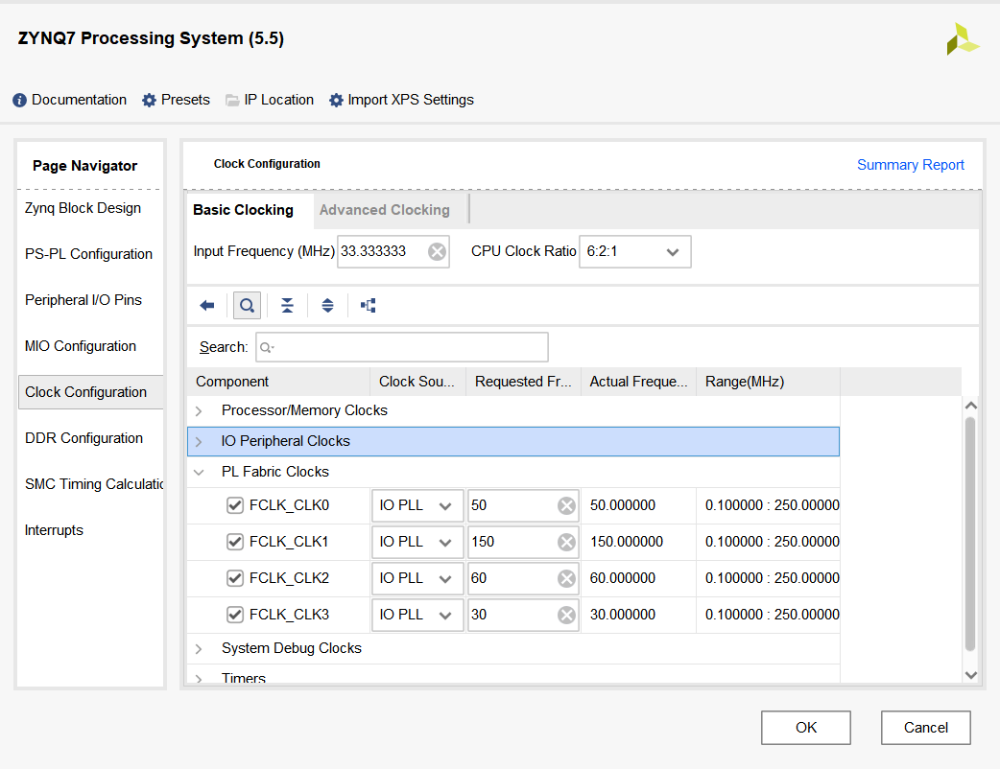 ZYNQ7 Processing System (5.5)
Documentation Presets IP Location Import XPS Settings
Page Navigator
Zynq Block Design
PS-PL Configuration
Peripheral I/O Pins
MIO Configuration
Clock Configuration
DDR Configuration
SMC Timing Calculatio
Interrupts
Clock Configuration Summary Report
Basic Clocking Advanced Clocking
Input Frequency (MHz) 33.333333 CPU Clock Ratio 6:2:1
Search:
Component Clock Sou... Requested Fr... Actual Freque... Range(MHz)
Processor/Memory Clocks
IO Peripheral Clocks
PL Fabric Clocks
FCLK_CLK0 IO PLL 50 50.000000 0.100000 : 250.00000
FCLK_CLK1 IO PLL 150 150.000000 0.100000 : 250.00000
FCLK_CLK2 IO PLL 60 60.000000 0.100000 : 250.00000
FCLK_CLK3 IO PLL 30 30.000000 0.100000 : 250.00000
System Debug Clocks
Timers
OK Cancel